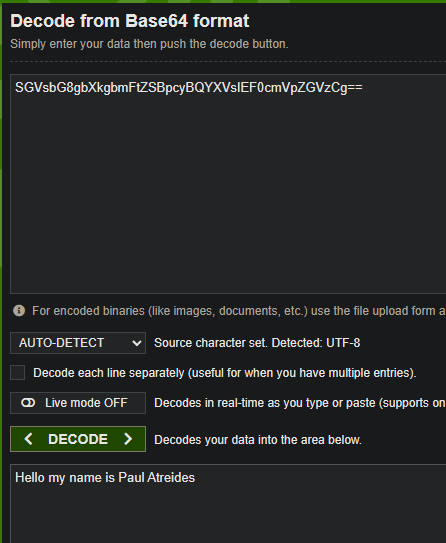 Decode from Base64 format
Simply enter your data then push the decode button.
SGVsbG8gbXkgbmFtZSBpcyBQYXVsIEF0cmVpZGVzCg==
For encoded binaries (like images, documents, etc.) use the file upload form a
AUTO-DETECT Source character set. Detected: UTF-8
Decode each line separately (useful for when you have multiple entries).
Live mode OFF Decodes in real-time as you type or paste (supports on
< DECODE > Decodes your data into the area below.
Hello my name is Paul Atreides